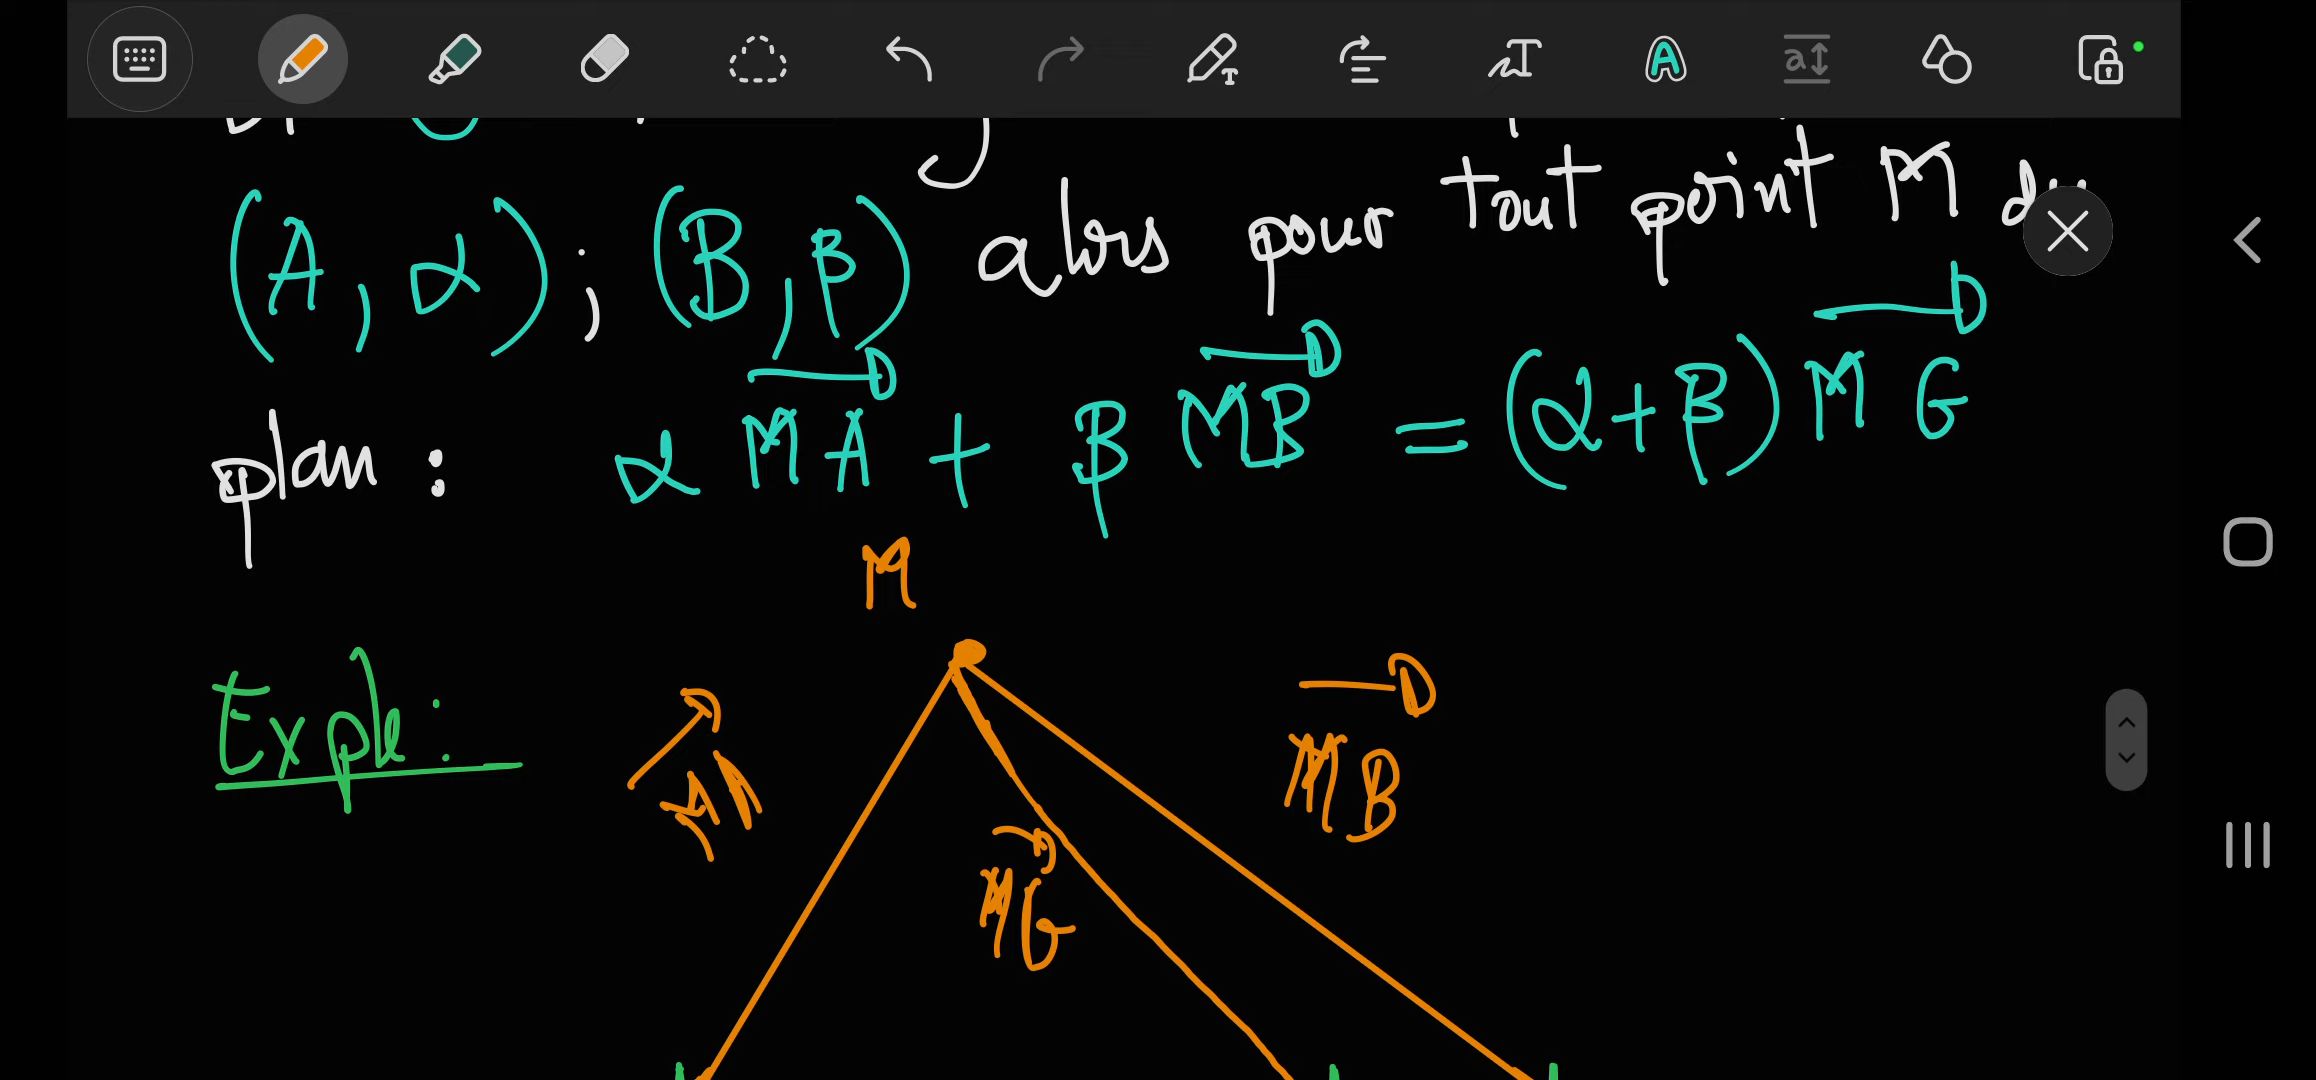 (A, α) ; (B, β) alors pour tout point M du
plan : α MA + β MB = (α+β) MG
M
Exple :
MA
MB
MG